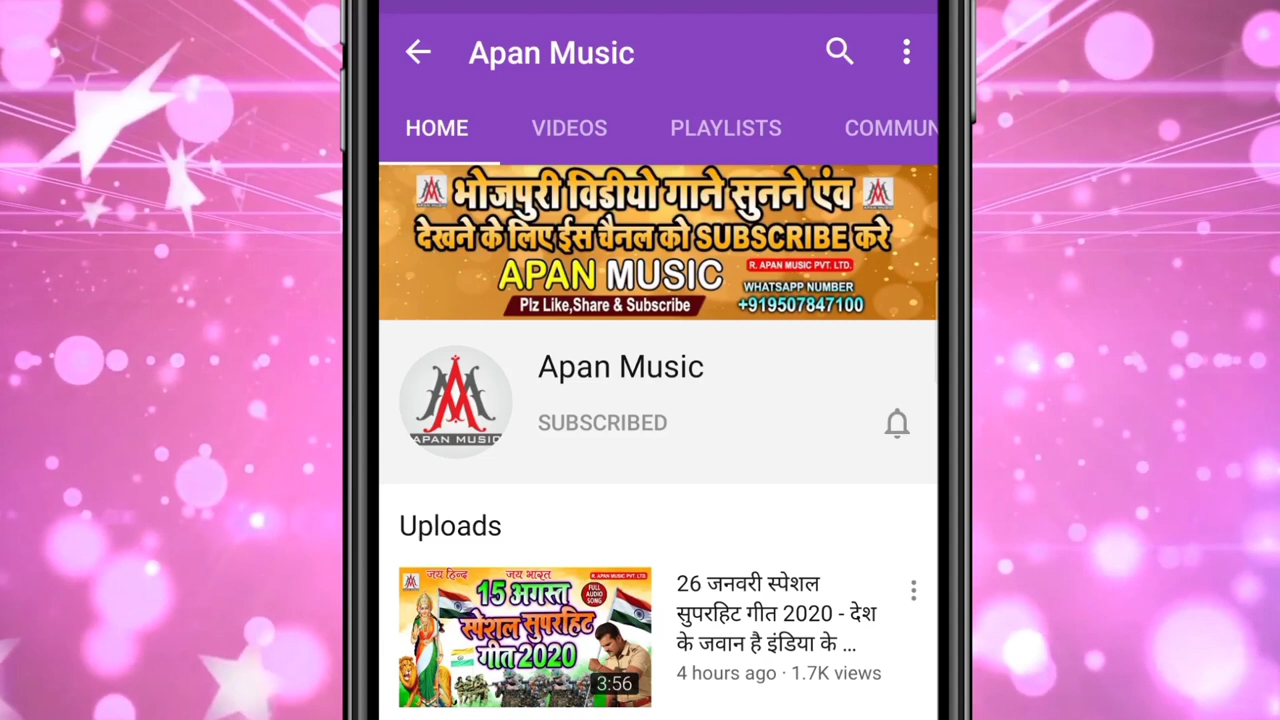 Apan Music
HOME VIDEOS PLAYLISTS COMMUN
भोजपुरी विडीयो गाने सुनने एंव
देखने के लिए ईस चैनल को SUBSCRIBE करे
APAN MUSIC
R. APAN MUSIC PVT. LTD.
WHATSAPP NUMBER
+919507847100
Plz Like,Share & Subscribe
Apan Music
SUBSCRIBED
APAN MUSIC
Uploads
जय हिन्द जय भारत
R. APAN MUSIC PVT. LTD
15 अगस्त
FULL
AUDIO
SONG
स्पेशल सुपरहिट
गीत 2020
3:56
26 जनवरी स्पेशल
सुपरहिट गीत 2020 - देश
के जवान है इंडिया के ...
4 hours ago · 1.7K views